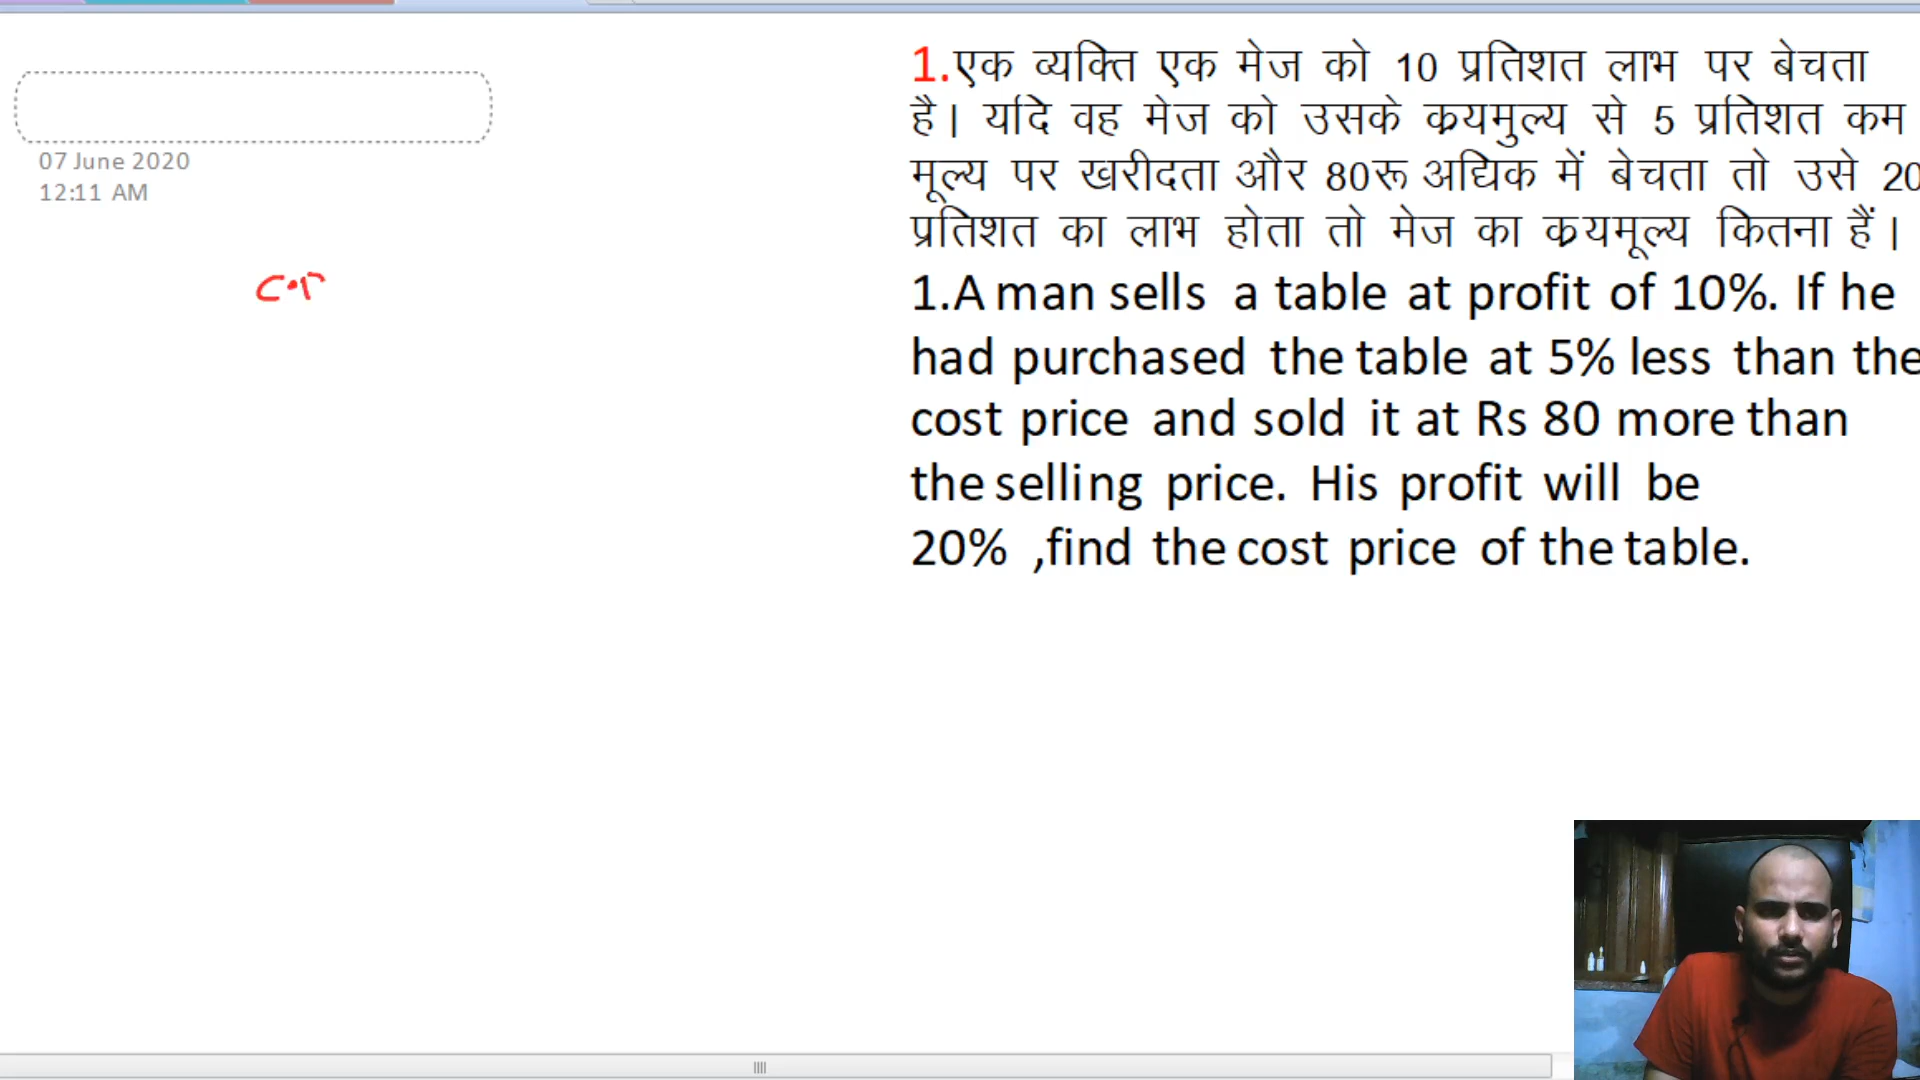 1.एक व्यक्ति एक मेज को 10 प्रतिशत लाभ पर बेचता
है। यदि वह मेज को उसके क्रयमुल्य से 5 प्रतिशत कम
मूल्य पर खरीदता और 80रू अधिक में बेचता तो उसे 20
प्रतिशत का लाभ होता तो मेज का क्रयमूल्य कितना हैं।
1.A man sells a table at profit of 10%. If he
had purchased the table at 5% less than the
cost price and sold it at Rs 80 more than
the selling price. His profit will be
20% ,find the cost price of the table.
07 June 2020
12:11 AM